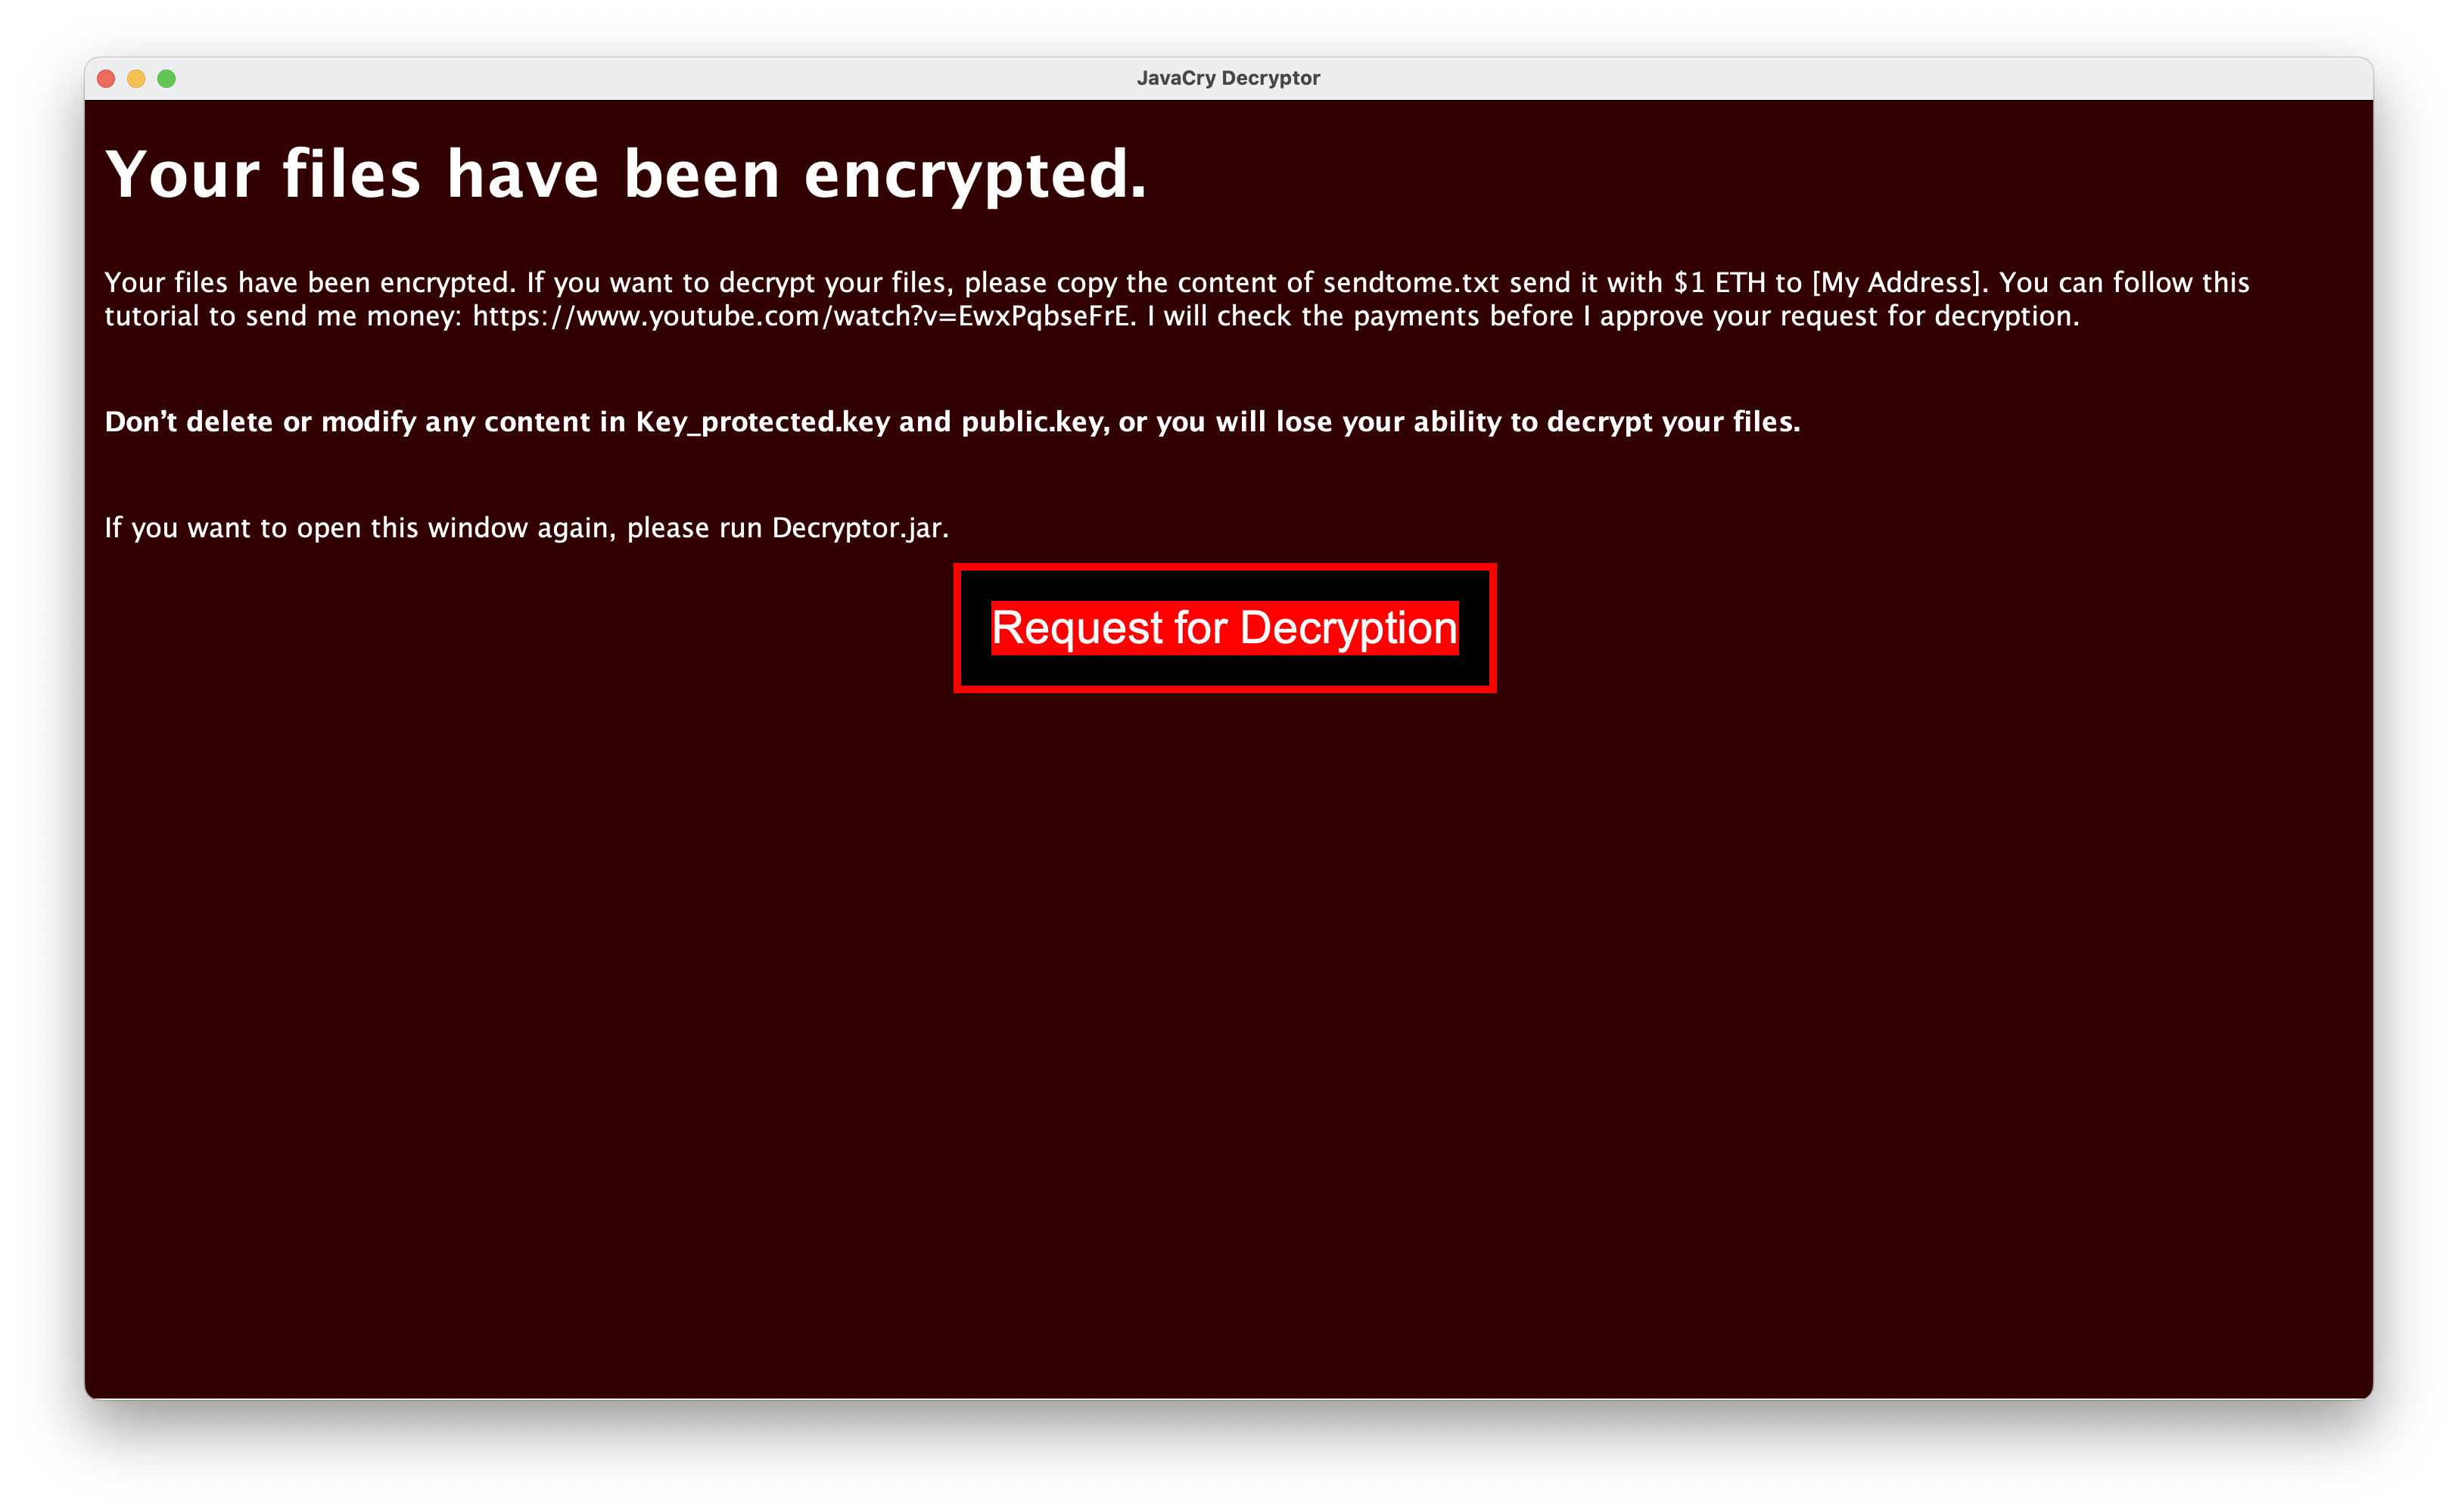 JavaCry Decryptor
Your files have been encrypted.
Your files have been encrypted. If you want to decrypt your files, please copy the content of sendtome.txt send it with $1 ETH to [My Address]. You can follow this
tutorial to send me money: https://www.youtube.com/watch?v=EwxPqbseFrE. I will check the payments before I approve your request for decryption.
Don’t delete or modify any content in Key_protected.key and public.key, or you will lose your ability to decrypt your files.
If you want to open this window again, please run Decryptor.jar.
Request for Decryption